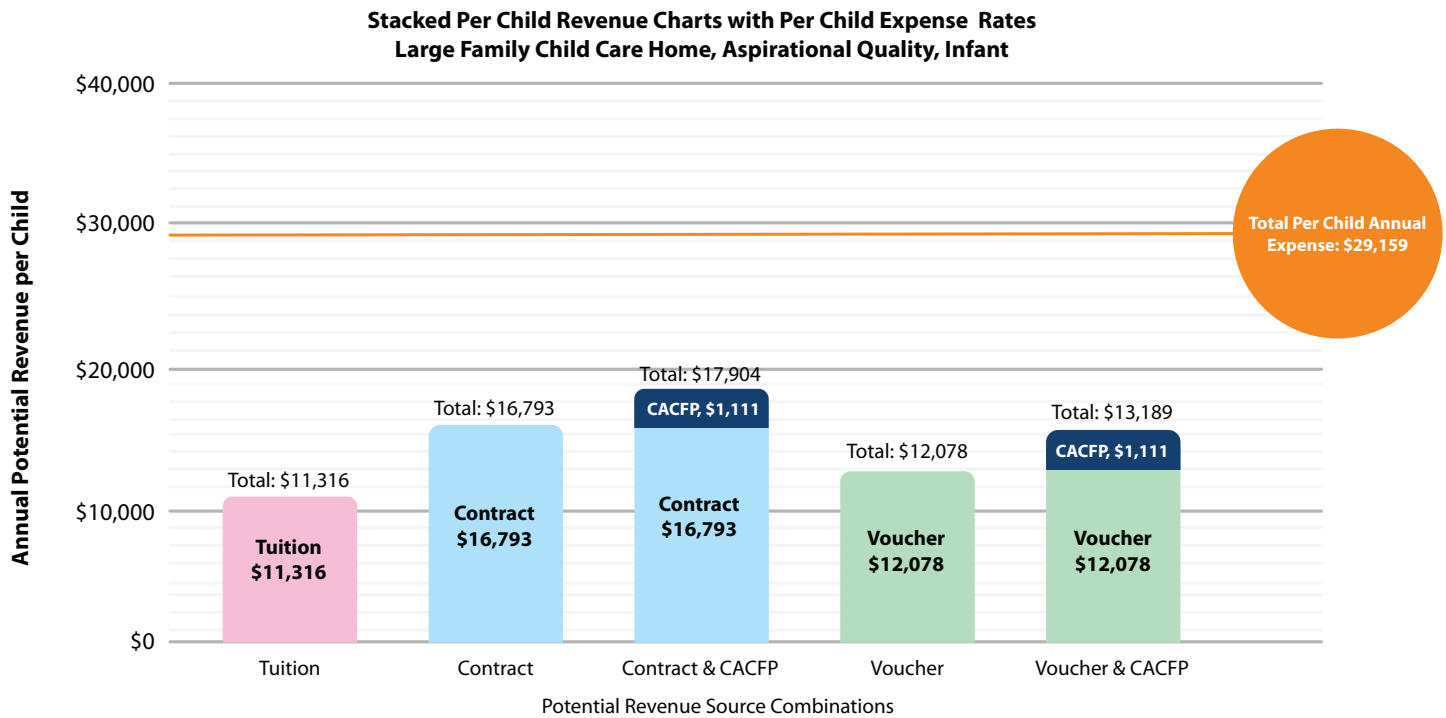 Stacked Per Child Revenue Charts with Per Child Expense Rates
Large Family Child Care Home, Aspirational Quality, Infant
Annual Potential Revenue per Child
$40,000
$30,000
$20,000
$10,000
$0
Total Per Child Annual
Expense: $29,159
Total: $11,316
Tuition
$11,316
Total: $16,793
Contract
$16,793
Total: $17,904
CACFP, $1,111
Contract
$16,793
Total: $12,078
Voucher
$12,078
Total: $13,189
CACFP, $1,111
Voucher
$12,078
Tuition
Contract
Contract & CACFP
Voucher
Voucher & CACFP
Potential Revenue Source Combinations